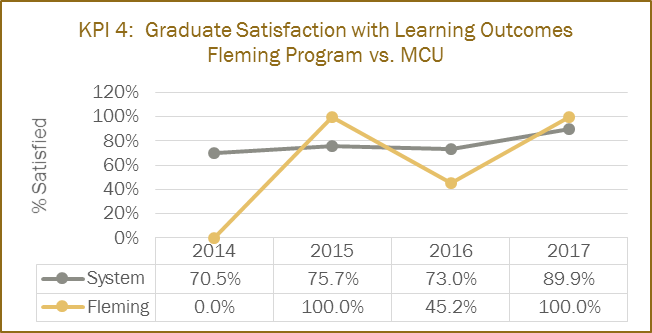 KPI 4:  Graduate Satisfaction with Learning Outcomes
Fleming Program vs. MCU
% Satisfied
120%
100%
80%
60%
40%
20%
0%
2014 2015 2016 2017
System 70.5% 75.7% 73.0% 89.9%
Fleming 0.0% 100.0% 45.2% 100.0%